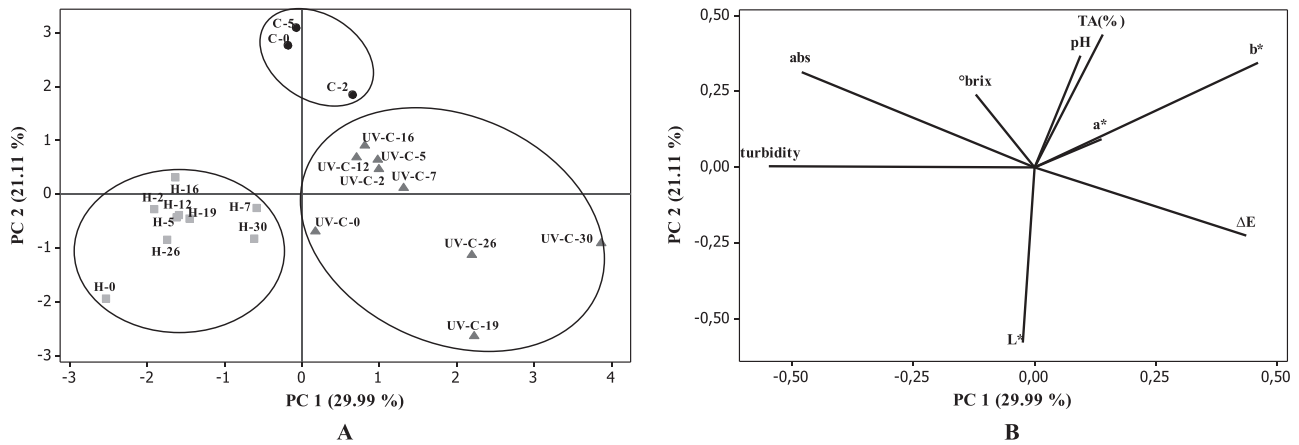 3
2
1
0
-1
-2
-3
PC 2 (21.11 %)
C-5
C-0
C-2
UV-C-16
UV-C-12
UV-C-5
UV-C-2
UV-C-7
UV-C-0
UV-C-26
UV-C-30
UV-C-19
H-16
H-2
H-12
H-5
H-19
H-7
H-30
H-26
H-0
-3
-2
-1
0
1
2
3
4
PC 1 (29.99 %)
A
0,50
0,25
0,00
-0,25
-0,50
PC 2 (21.11 %)
TA(%)
pH
b*
abs
°brix
a*
turbidity
ΔE
L*
-0,50
-0,25
0,00
0,25
0,50
PC 1 (29.99 %)
B